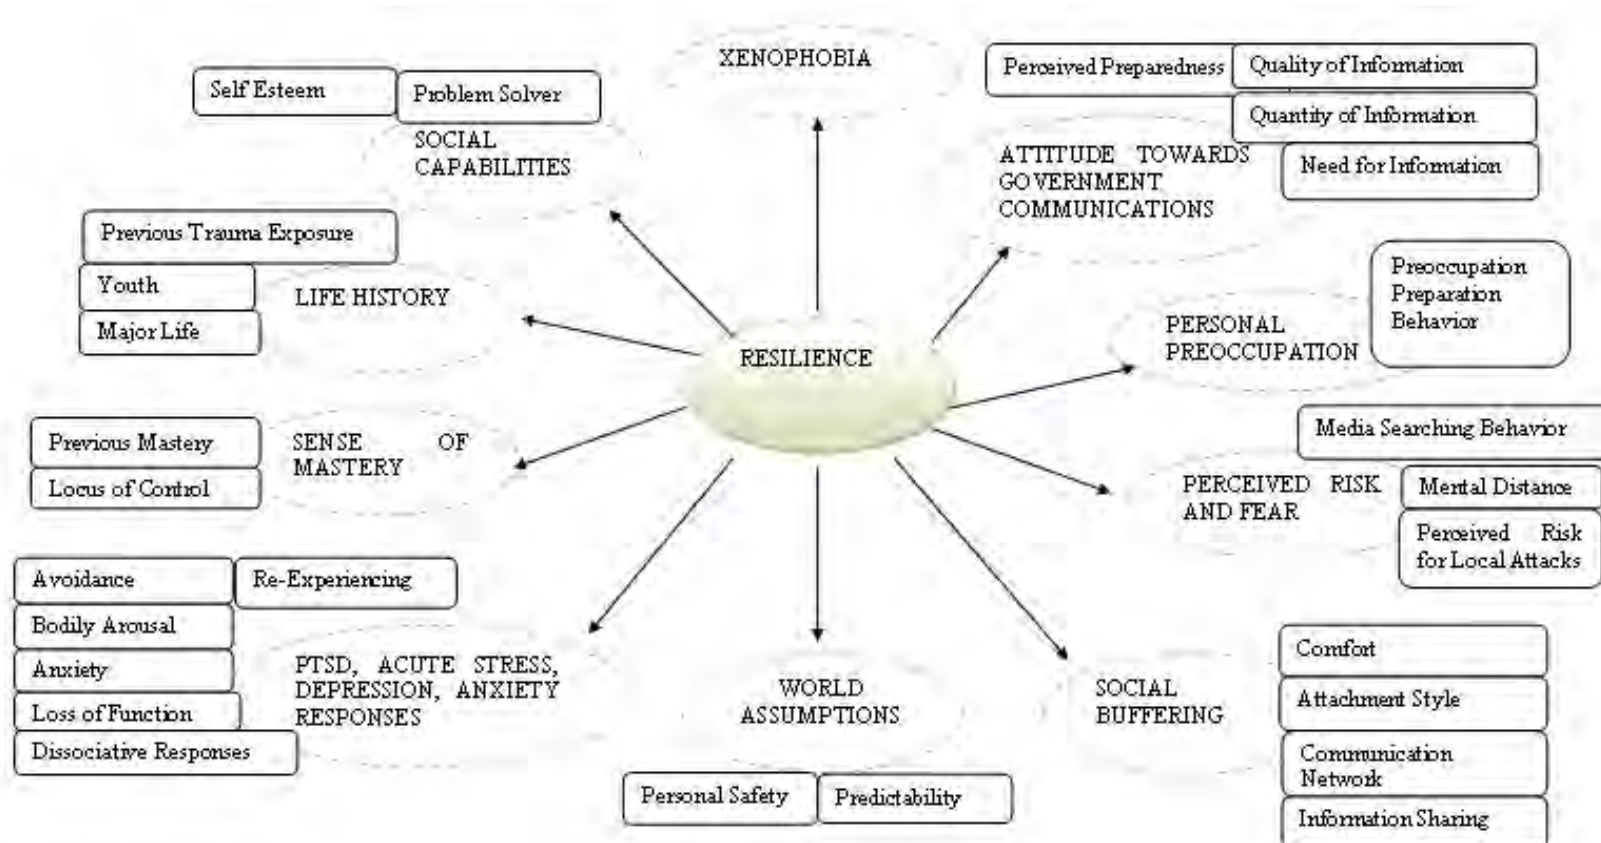 XENOPHOBIA
Self Esteem
Problem Solver
SOCIAL
CAPABILITIES
Perceived Preparedness
Quality of Information
Quantity of Information
Need for Information
ATTITUDE TOWARDS
GOVERNMENT
COMMUNICATIONS
Previous Trauma Exposure
Youth
Major Life
LIFE HISTORY
RESILIENCE
PERSONAL
PREOCCUPATION
Preoccupation
Preparation
Behavior
Previous Mastery
Locus of Control
SENSE OF
MASTERY
Media Searching Behavior
PERCEIVED RISK
AND FEAR
Mental Distance
Perceived Risk
for Local Attacks
Avoidance
Re-Experiencing
Bodily Arousal
Anxiety
Loss of Function
Dissociative Responses
PTSD, ACUTE STRESS,
DEPRESSION, ANXIETY
RESPONSES
WORLD
ASSUMPTIONS
Personal Safety
Predictability
SOCIAL
BUFFERING
Comfort
Attachment Style
Communication
Network
Information Sharing